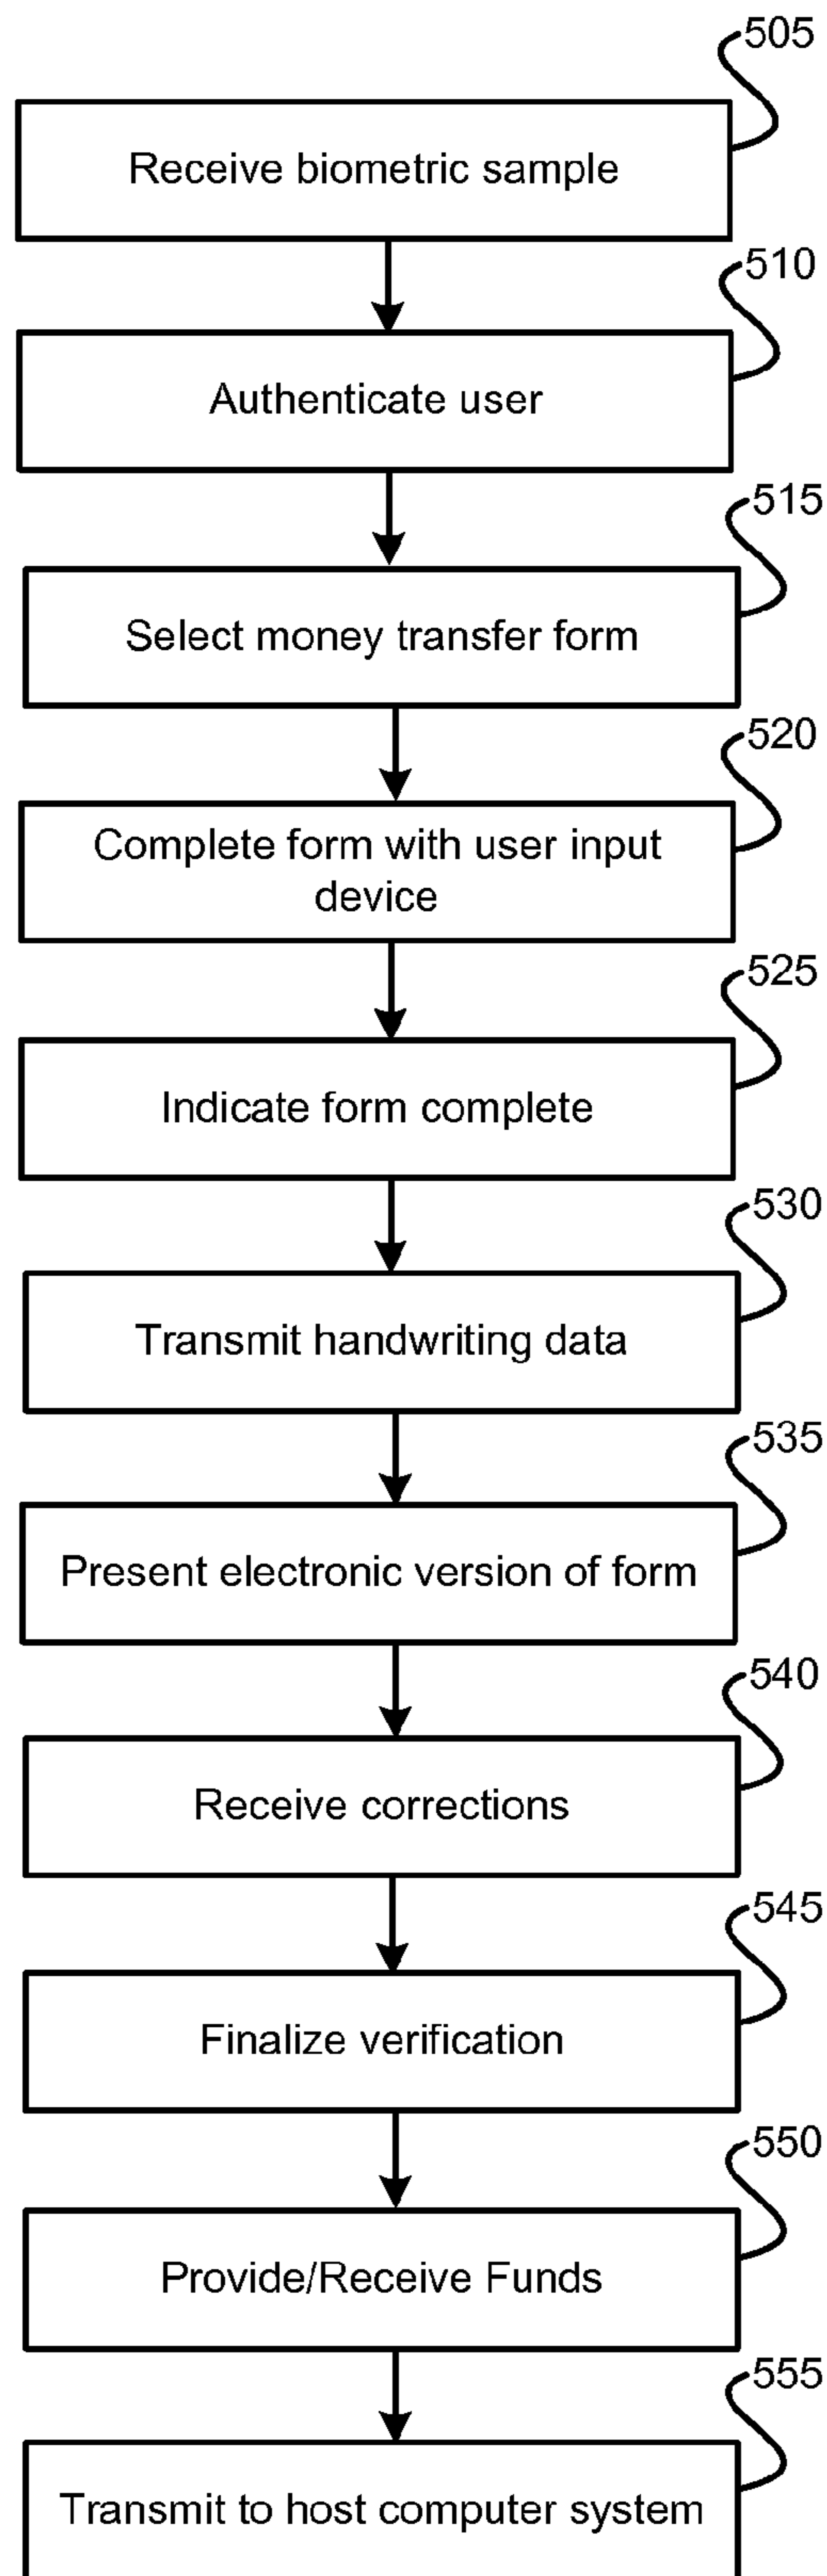 505
Receive biometric sample
510
Authenticate user
515
Select money transfer form
520
Complete form with user input
device
525
Indicate form complete
530
Transmit handwriting data
535
Present electronic version of form
540
Receive corrections
545
Finalize verification
550
Provide/Receive Funds
555
Transmit to host computer system